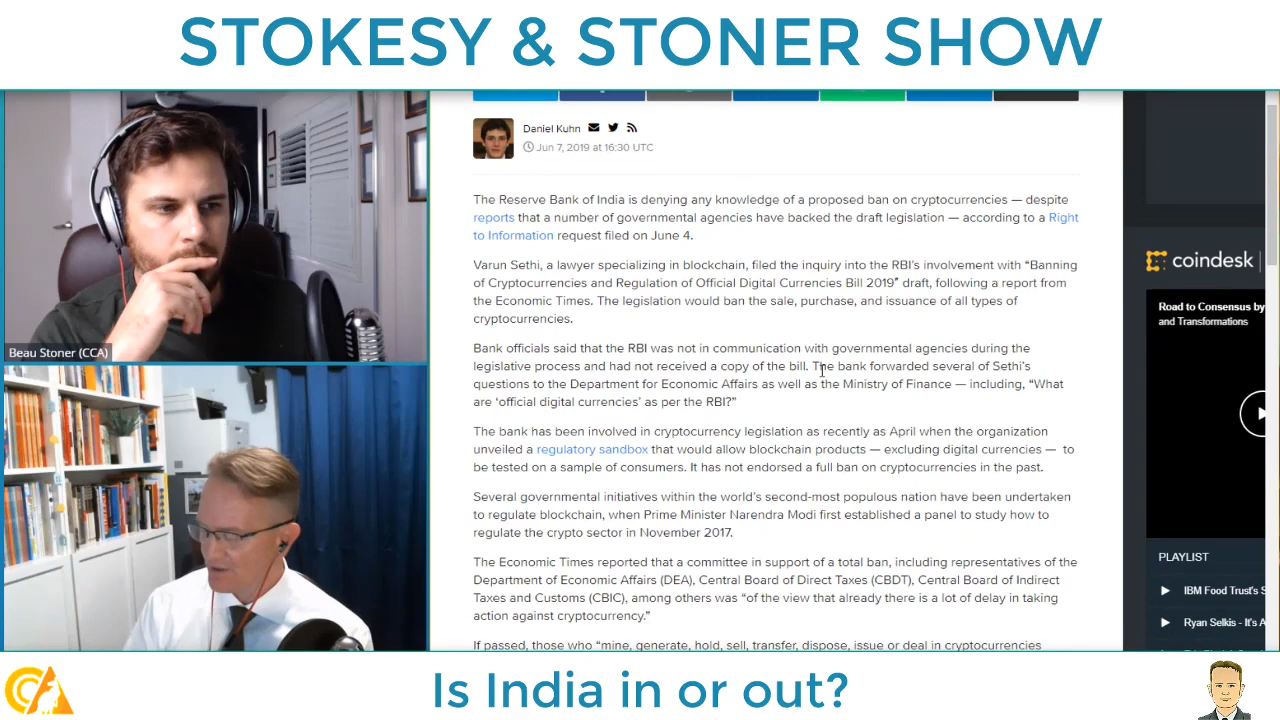 STOKESY & STONER SHOW
Beau Stoner (CCA)
Daniel Kuhn
Jun 7, 2019 at 16:30 UTC
The Reserve Bank of India is denying any knowledge of a proposed ban on cryptocurrencies — despite
reports that a number of governmental agencies have backed the draft legislation — according to a Right
to Information request filed on June 4.
Varun Sethi, a lawyer specializing in blockchain, filed the inquiry into the RBI's involvement with “Banning
of Cryptocurrencies and Regulation of Official Digital Currencies Bill 2019″ draft, following a report from
the Economic Times. The legislation would ban the sale, purchase, and issuance of all types of
cryptocurrencies.
Bank officials said that the RBI was not in communication with governmental agencies during the
legislative process and had not received a copy of the bill. The bank forwarded several of Sethi's
questions to the Department for Economic Affairs as well as the Ministry of Finance — including, “What
are ‘official digital currencies’ as per the RBI?”
The bank has been involved in cryptocurrency legislation as recently as April when the organization
unveiled a regulatory sandbox that would allow blockchain products — excluding digital currencies — to
be tested on a sample of consumers. It has not endorsed a full ban on cryptocurrencies in the past.
Several governmental initiatives within the world's second-most populous nation have been undertaken
to regulate blockchain, when Prime Minister Narendra Modi first established a panel to study how to
regulate the crypto sector in November 2017.
The Economic Times reported that a committee in support of a total ban, including representatives of the
Department of Economic Affairs (DEA), Central Board of Direct Taxes (CBDT), Central Board of Indirect
Taxes and Customs (CBIC), among others was “of the view that already there is a lot of delay in taking
action against cryptocurrency.”
If passed, those who “mine, generate, hold, sell, transfer, dispose, issue or deal in cryptocurrencies
coindesk
Road to Consensus by
and Transformations
PLAYLIST
IBM Food Trust's S
Ryan Selkis - It's A
Is India in or out?